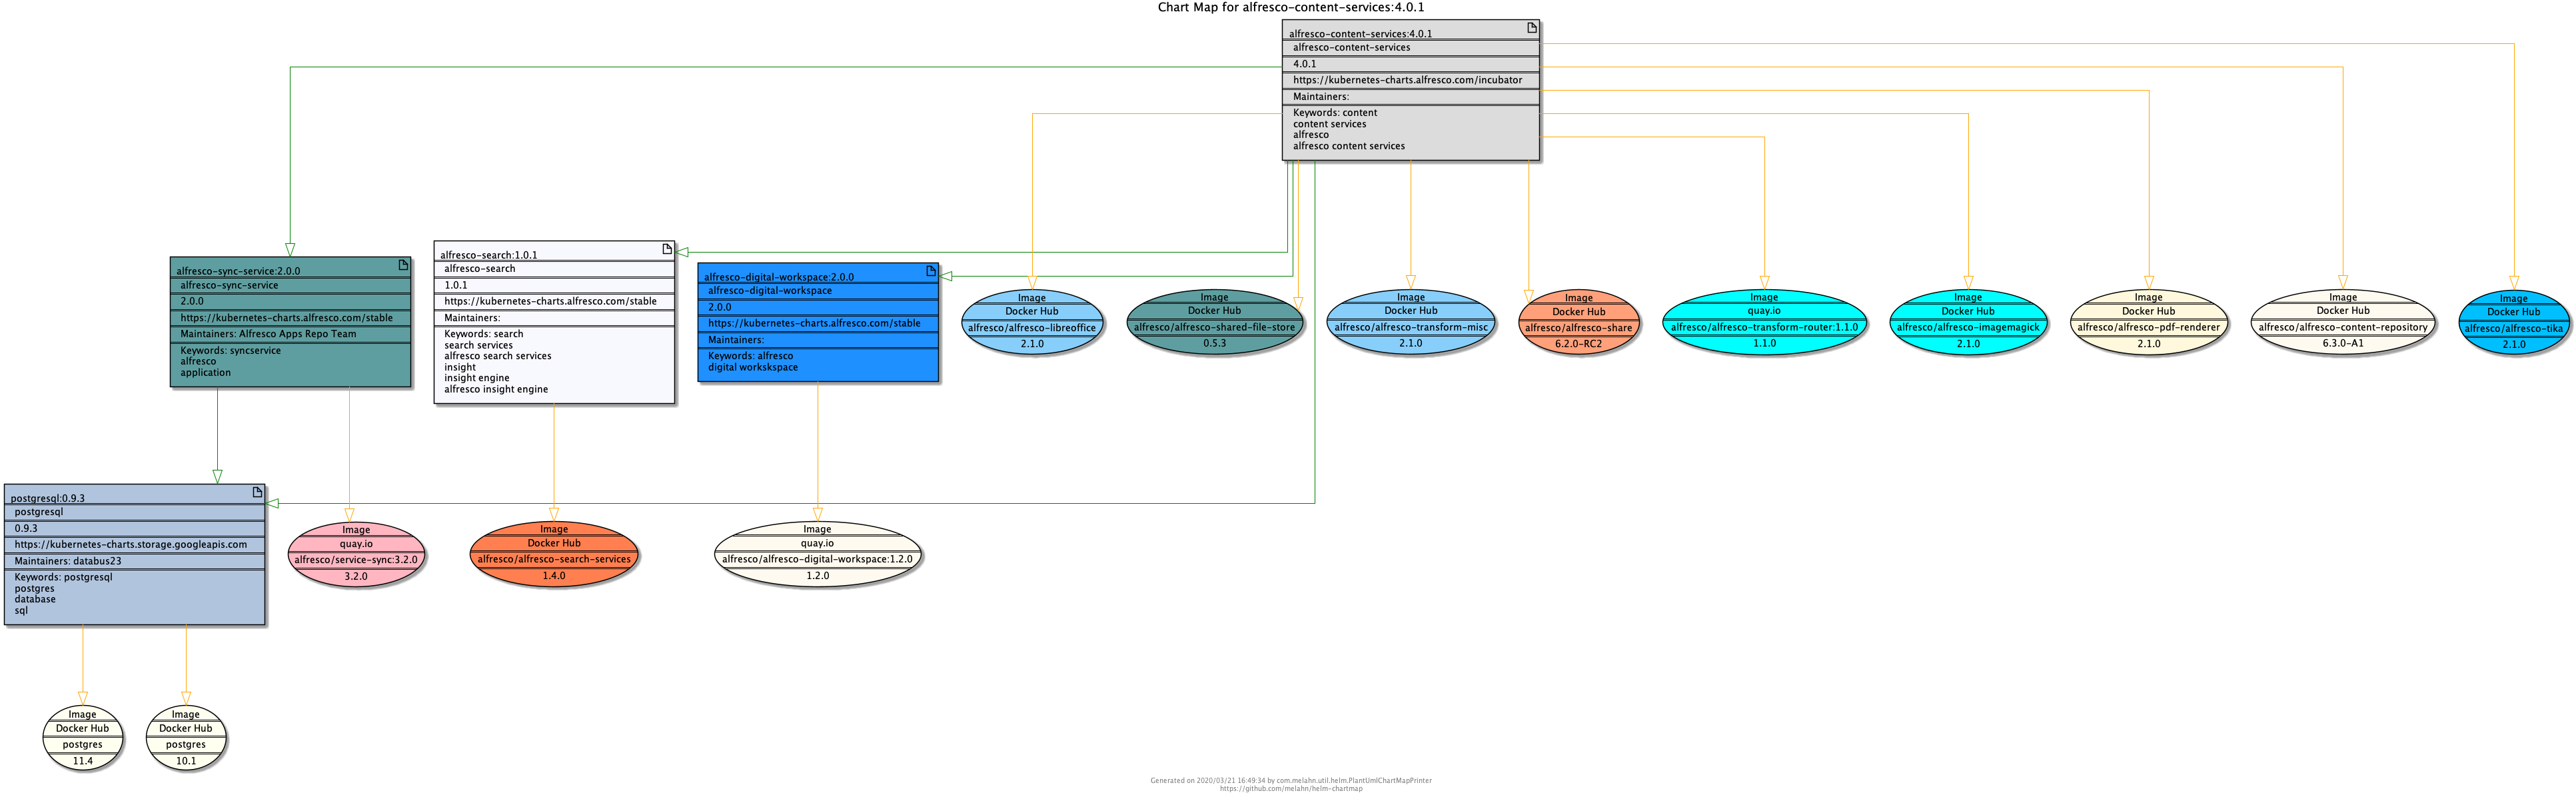 Chart Map for alfresco-content-services:4.0.1
alfresco-content-services:4.0.1
alfresco-content-services
4.0.1
https://kubernetes-charts.alfresco.com/incubator
Maintainers:
Keywords: content
content services
alfresco
alfresco content services
alfresco-sync-service:2.0.0
alfresco-sync-service
2.0.0
https://kubernetes-charts.alfresco.com/stable
Maintainers: Alfresco Apps Repo Team
Keywords: syncservice
alfresco
application
alfresco-search:1.0.1
alfresco-search
1.0.1
https://kubernetes-charts.alfresco.com/stable
Maintainers:
Keywords: search
search services
alfresco search services
insight
insight engine
alfresco insight engine
alfresco-digital-workspace:2.0.0
alfresco-digital-workspace
2.0.0
https://kubernetes-charts.alfresco.com/stable
Maintainers:
Keywords: alfresco
digital workskspace
Image
Docker Hub
alfresco/alfresco-libreoffice
2.1.0
Image
Docker Hub
alfresco/alfresco-shared-file-store
0.5.3
Image
Docker Hub
alfresco/alfresco-transform-misc
2.1.0
Image
Docker Hub
alfresco/alfresco-share
6.2.0-RC2
Image
quay.io
alfresco/alfresco-transform-router:1.1.0
1.1.0
Image
Docker Hub
alfresco/alfresco-imagemagick
2.1.0
Image
Docker Hub
alfresco/alfresco-pdf-renderer
2.1.0
Image
Docker Hub
alfresco/alfresco-content-repository
6.3.0-A1
Image
Docker Hub
alfresco/alfresco-tika
2.1.0
postgresql:0.9.3
postgresql
0.9.3
https://kubernetes-charts.storage.googleapis.com
Maintainers: databus23
Keywords: postgresql
postgres
database
sql
Image
quay.io
alfresco/service-sync:3.2.0
3.2.0
Image
Docker Hub
alfresco/alfresco-search-services
1.4.0
Image
quay.io
alfresco/alfresco-digital-workspace:1.2.0
1.2.0
Image
Docker Hub
postgres
11.4
Image
Docker Hub
postgres
10.1
Generated on 2020/03/21 16:49:34 by com.melahn.util.helm.PlantUmlChartMapPrinter
https://github.com/melahn/helm-chartmap